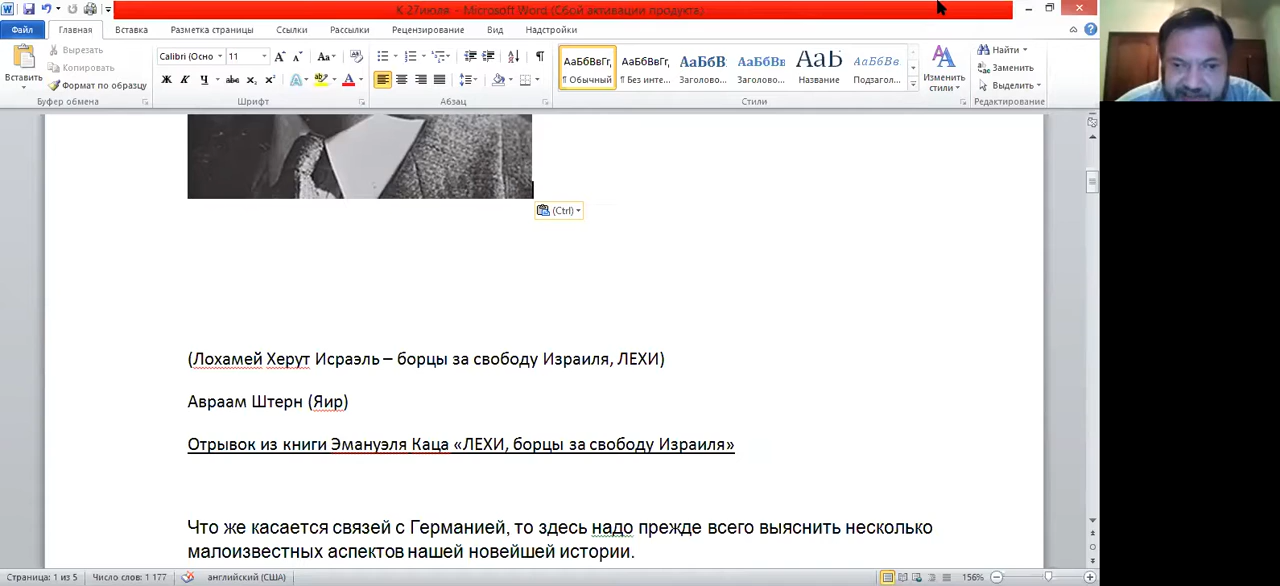 К 27июля - Microsoft Word (Сбой активации продукта)
Файл Главная Вставка Разметка страницы Ссылки Рассылки Рецензирование Вид Надстройки
Вставить
Вырезать
Копировать
Формат по образцу
Буфер обмена
Calibri (Осно 11
Ж К Ч abc x₂ x² А
Шрифт
Абзац
АаБбВвГг, АаБбВвГг, АаБбВ АаБбВв АаБ АаБбВв
¶ Обычный ¶ Без инте... Заголово... Заголово... Название Подзагол...
Стили
Изменить стили
Найти
Заменить
Выделить
Редактирование
(Ctrl)
(Лохамей Херут Исраэль – борцы за свободу Израиля, ЛЕХИ)
Авраам Штерн (Яир)
Отрывок из книги Эмануэля Каца «ЛЕХИ, борцы за свободу Израиля»
Что же касается связей с Германией, то здесь надо прежде всего выяснить несколько
малоизвестных аспектов нашей новейшей истории.
Страница: 1 из 5 Число слов: 1 177 английский (США) 156%